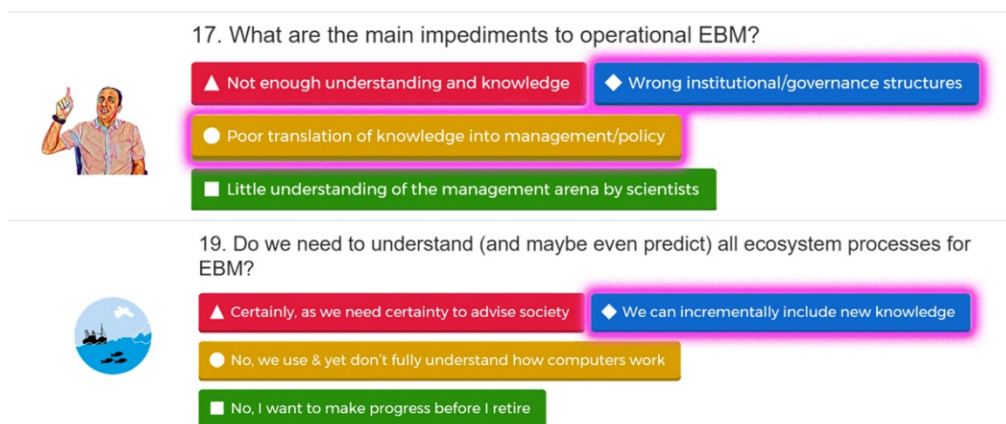 17. What are the main impediments to operational EBM?
▲ Not enough understanding and knowledge
◆ Wrong institutional/governance structures
● Poor translation of knowledge into management/policy
■ Little understanding of the management arena by scientists
19. Do we need to understand (and maybe even predict) all ecosystem processes for
EBM?
▲ Certainly, as we need certainty to advise society
◆ We can incrementally include new knowledge
● No, we use & yet don't fully understand how computers work
■ No, I want to make progress before I retire